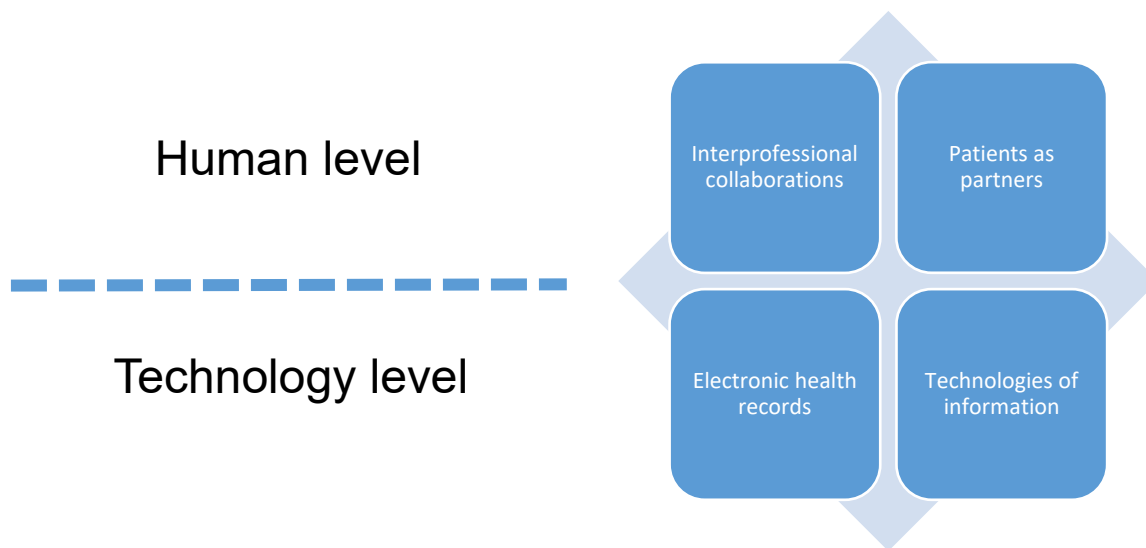 Human level
Interprofessional
collaborations
Patients as
partners
Technology level
Electronic health
records
Technologies of
information